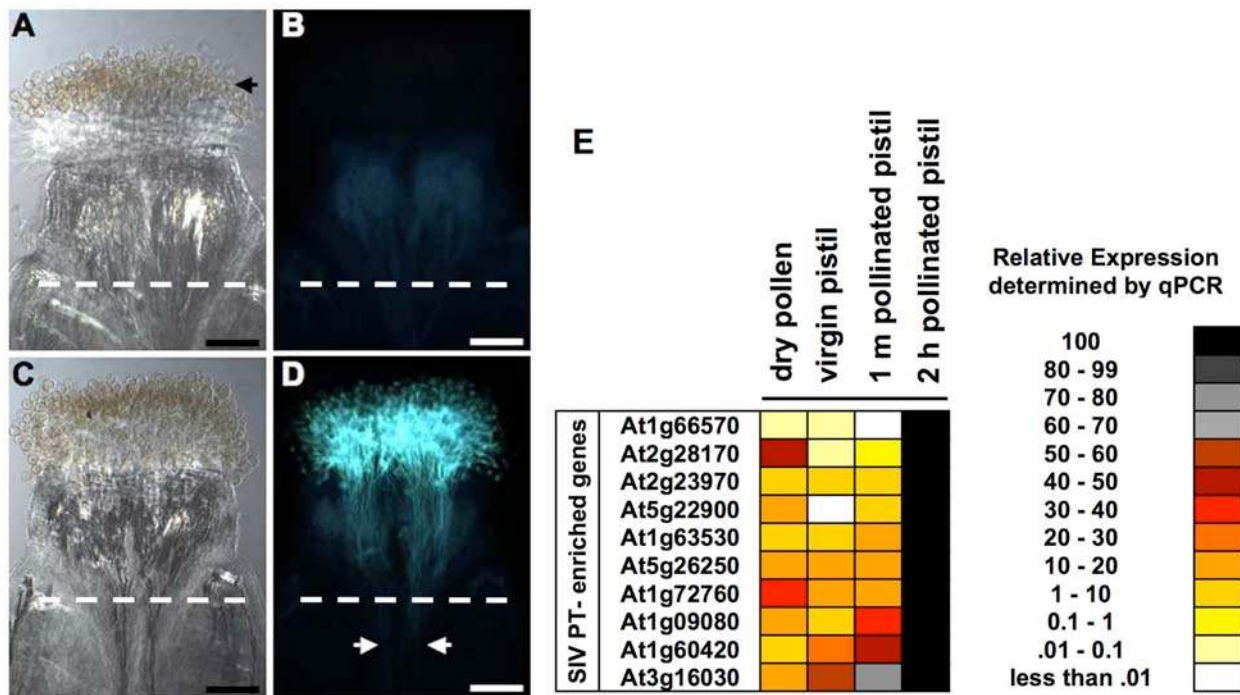 A
B
C
D
E
dry pollen
virgin pistil
1 m pollinated pistil
2 h pollinated pistil
SIV PT- enriched genes
At1g66570
At2g28170
At2g23970
At5g22900
At1g63530
At5g26250
At1g72760
At1g09080
At1g60420
At3g16030
Relative Expression
determined by qPCR
100
80 - 99
70 - 80
60 - 70
50 - 60
40 - 50
30 - 40
20 - 30
10 - 20
1 - 10
0.1 - 1
.01 - 0.1
less than .01